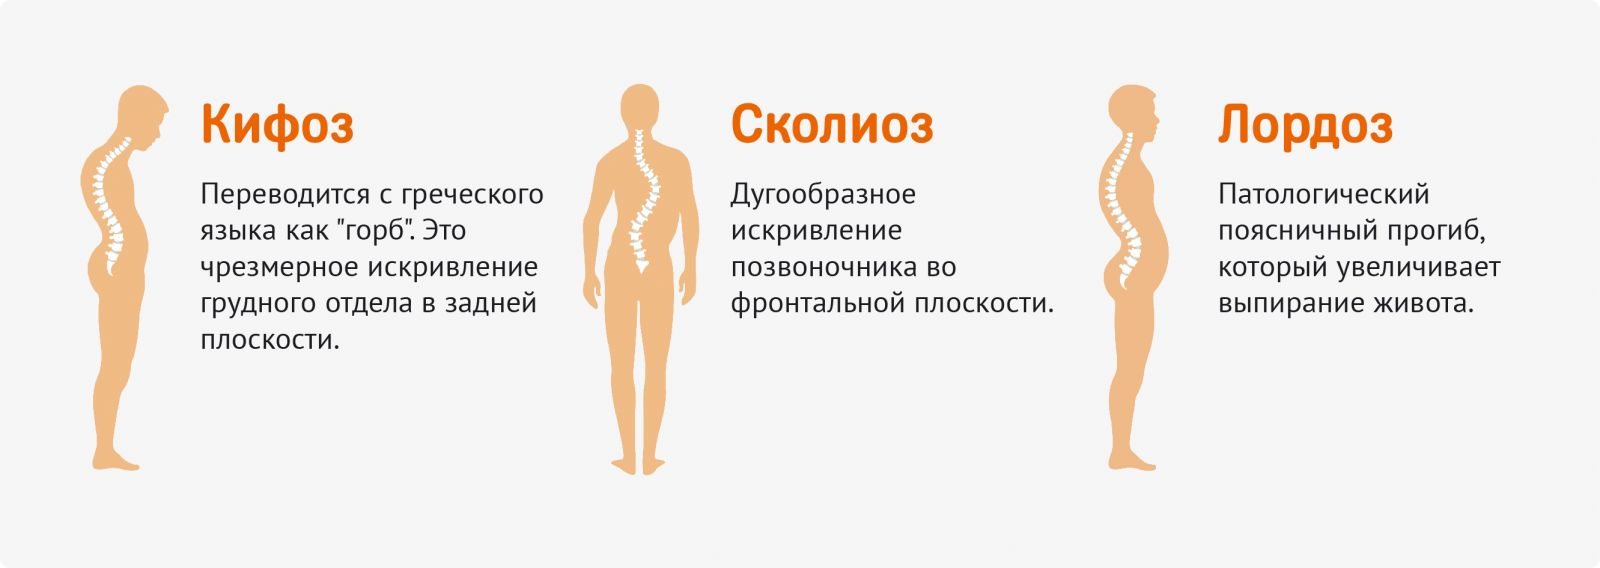 Кифоз
Переводится с греческого
языка как "горб". Это
чрезмерное искривление
грудного отдела в задней
плоскости.
Сколиоз
Дугообразное
искривление
позвоночника во
фронтальной плоскости.
Лордоз
Патологический
поясничный прогиб,
который увеличивает
выпирание живота.